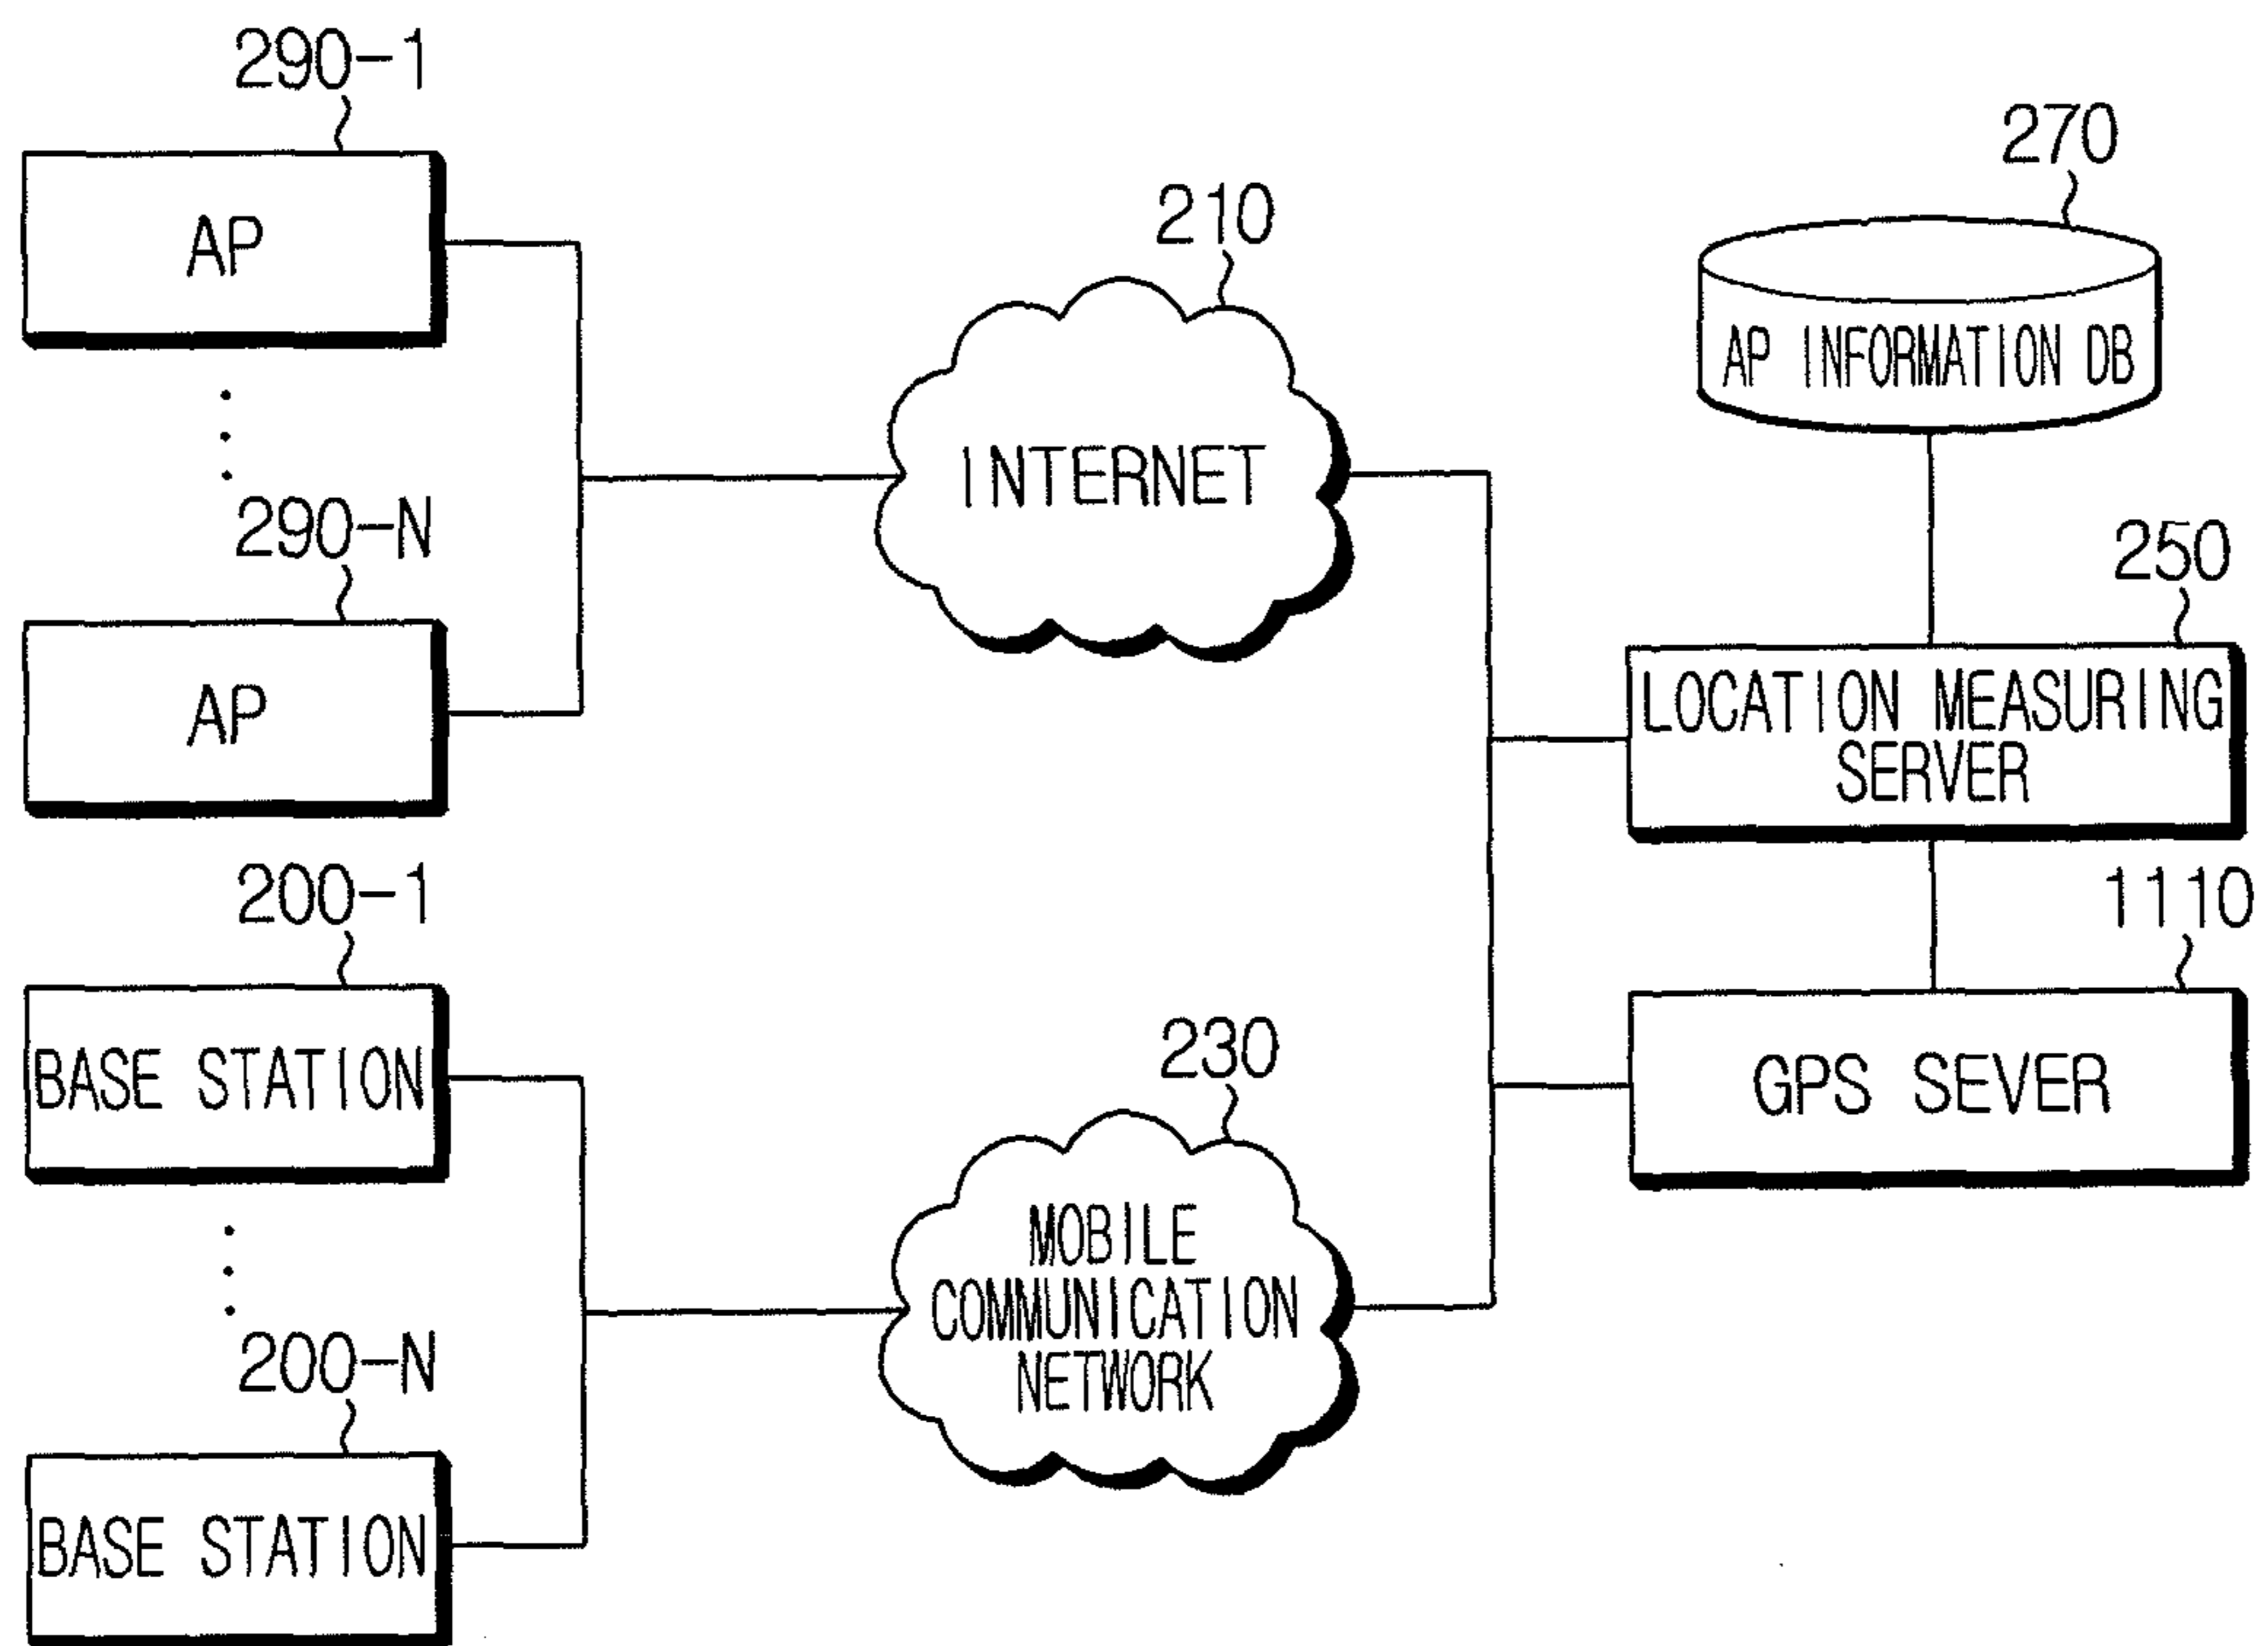 290-1
AP
290-N
AP
200-1
BASE STATION
200-N
BASE STATION
210
INTERNET
230
MOBILE
COMMUNICATION
NETWORK
270
AP INFORMATION DB
250
LOCATION MEASURING
SERVER
1110
GPS SEVER